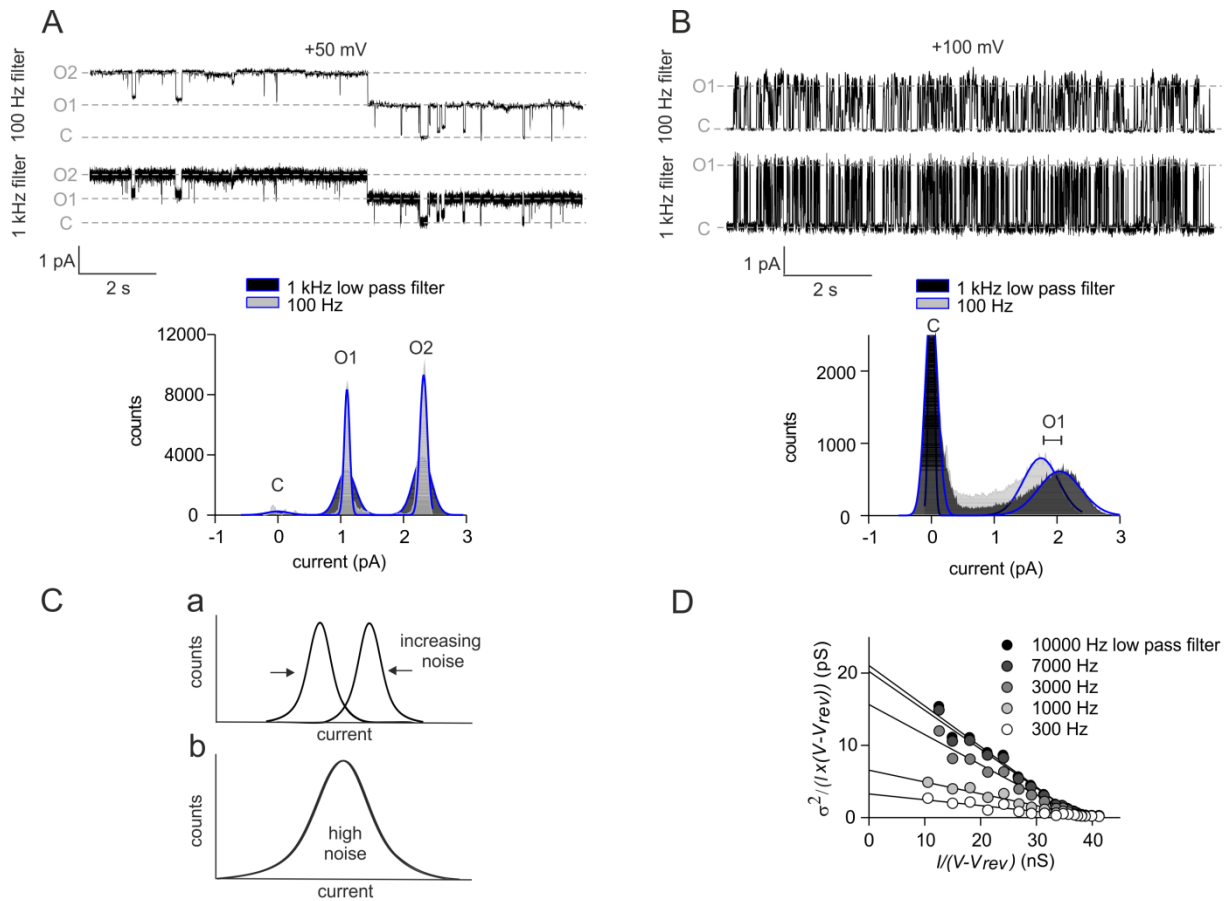 A
+50 mV
100 Hz filter
O2
O1
C
1 kHz filter
O2
O1
C
1 pA
2 s
1 kHz low pass filter
100 Hz
12000
8000
4000
0
counts
C
O1
O2
-1
0
1
2
3
current (pA)
B
+100 mV
100 Hz filter
O1
C
1 kHz filter
O1
C
1 pA
2 s
1 kHz low pass filter
100 Hz
C
O1
2000
1000
0
counts
-1
0
1
2
3
current (pA)
C
a
counts
increasing
noise
current
b
counts
high
noise
current
D
σ²/(I x(V-Vrev)) (pS)
20
10
0
10000 Hz low pass filter
7000 Hz
3000 Hz
1000 Hz
300 Hz
0
10
20
30
40
I/(V-Vrev) (nS)